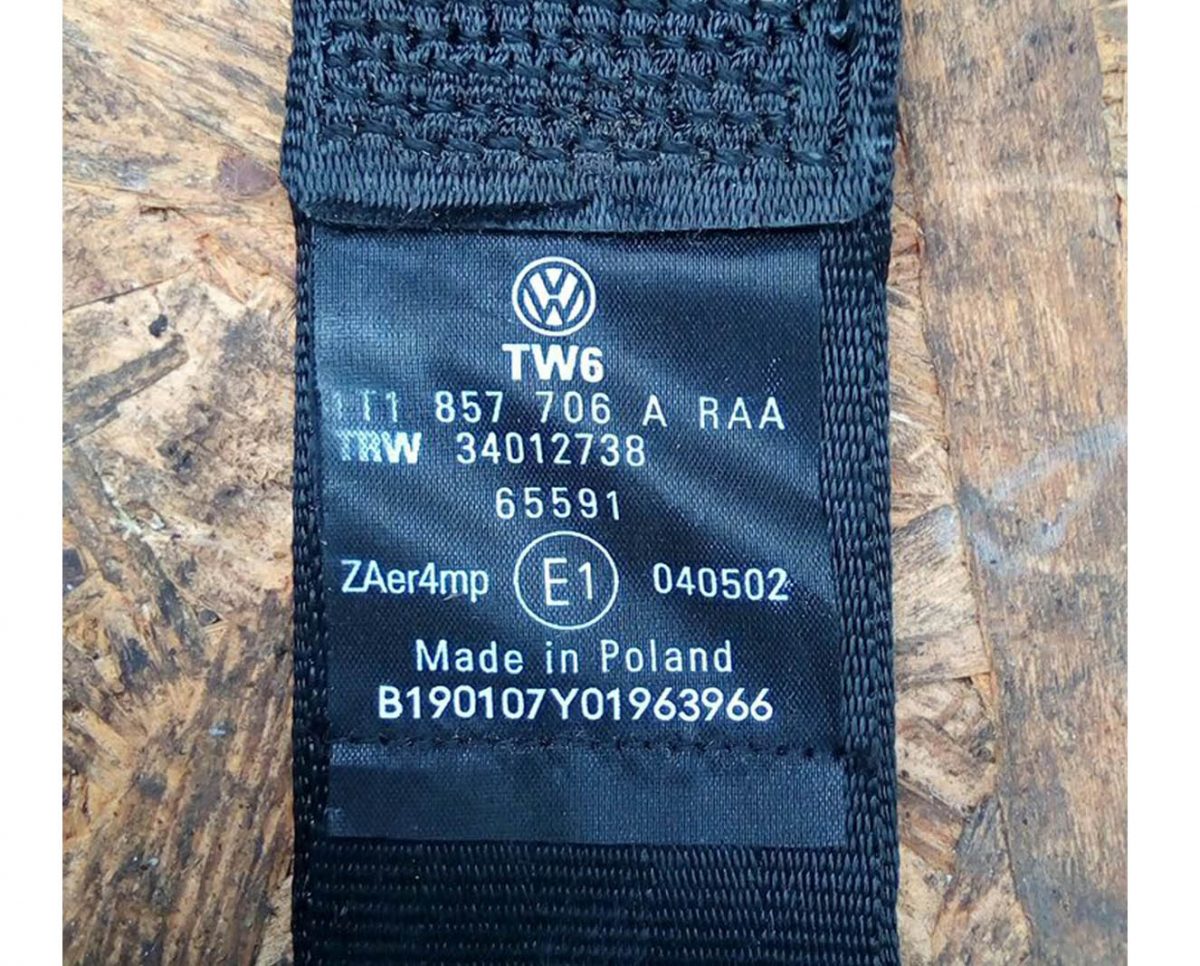 TW6
1T1 857 706 A RAA
TRW 34012738
65591
ZAer4mp E1 040502
Made in Poland
B190107Y01963966